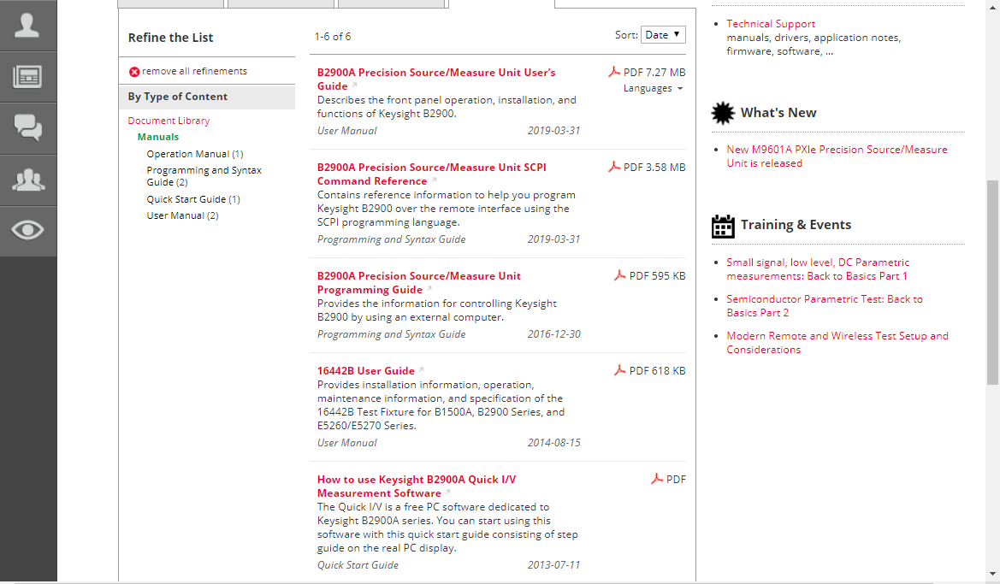 Refine the List
remove all refinements
By Type of Content
Document Library
Manuals
Operation Manual (1)
Programming and Syntax
Guide (2)
Quick Start Guide (1)
User Manual (2)
1-6 of 6
Sort: Date ▼
B2900A Precision Source/Measure Unit User's
Guide
PDF 7.27 MB
Languages
Describes the front panel operation, installation, and
functions of Keysight B2900.
User Manual 2019-03-31
B2900A Precision Source/Measure Unit SCPI
Command Reference
PDF 3.58 MB
Contains reference information to help you program
Keysight B2900 over the remote interface using the
SCPI programming language.
Programming and Syntax Guide 2019-03-31
B2900A Precision Source/Measure Unit
Programming Guide
PDF 595 KB
Provides the information for controlling Keysight
B2900 by using an external computer.
Programming and Syntax Guide 2016-12-30
16442B User Guide
PDF 618 KB
Provides installation information, operation,
maintenance information, and specification of the
16442B Test Fixture for B1500A, B2900 Series, and
E5260/E5270 Series.
User Manual 2014-08-15
How to use Keysight B2900A Quick I/V
Measurement Software
PDF
The Quick I/V is a free PC software dedicated to
Keysight B2900A series. You can start using this
software with this quick start guide consisting of step
guide on the real PC display.
Quick Start Guide 2013-07-11
Technical Support
manuals, drivers, application notes,
firmware, software, ...
What's New
New M9601A PXIe Precision Source/Measure
Unit is released
Training & Events
Small signal, low level, DC Parametric
measurements: Back to Basics Part 1
Semiconductor Parametric Test: Back to
Basics Part 2
Modern Remote and Wireless Test Setup and
Considerations